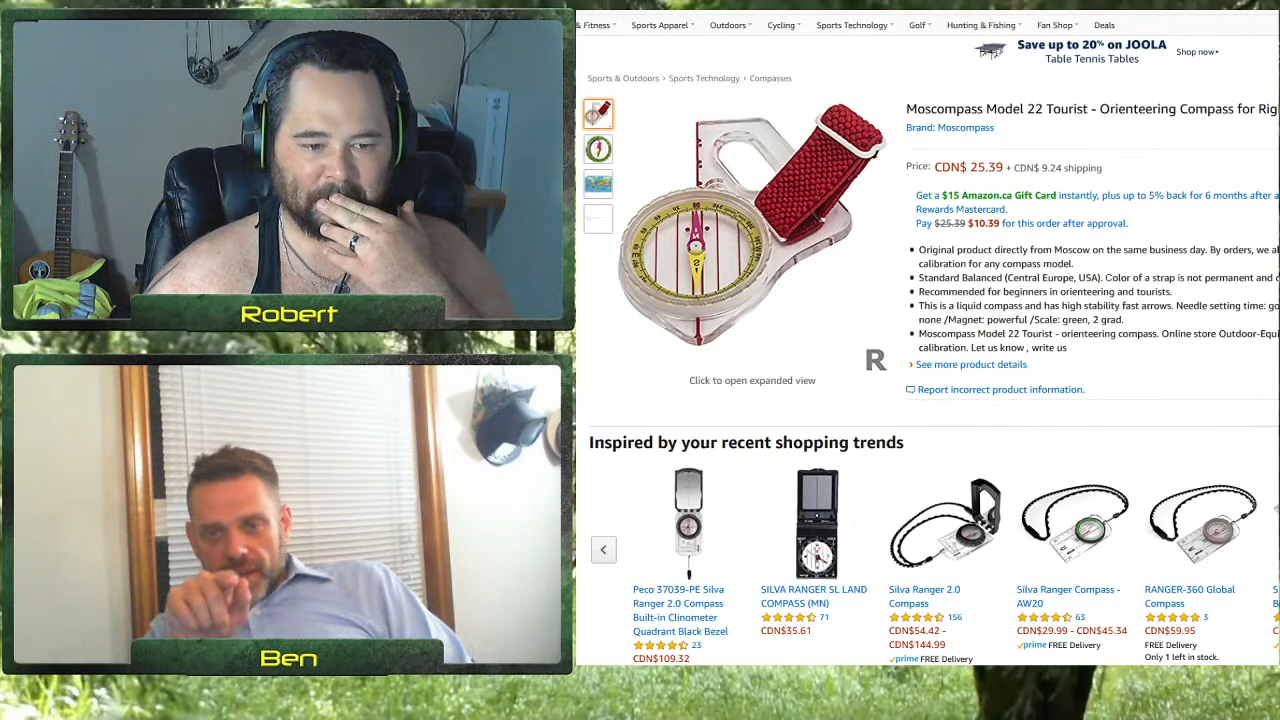 & Fitness
Sports Apparel
Outdoors
Cycling
Sports Technology
Golf
Hunting & Fishing
Fan Shop
Deals
Save up to 20% on JOOLA
Table Tennis Tables
Shop now
Sports & Outdoors › Sports Technology › Compasses
Moscompass Model 22 Tourist - Orienteering Compass for Rig
Brand: Moscompass
Price: CDN$ 25.39 + CDN$ 9.24 shipping
Get a $15 Amazon.ca Gift Card instantly, plus up to 5% back for 6 months after a
Rewards Mastercard.
Pay $25.39 $10.39 for this order after approval.
• Original product directly from Moscow on the same business day. By orders, we al
calibration for any compass model.
• Standard Balanced (Central Europe, USA). Color of a strap is not permanent and c
• Recommended for beginners in orienteering and tourists.
• This is a liquid compass and has high stability fast arrows. Needle setting time: go
none /Magnet: powerful /Scale: green, 2 grad.
• Moscompass Model 22 Tourist - orienteering compass. Online store Outdoor-Equ
calibration. Let us know , write us
› See more product details
Report incorrect product information.
R
Click to open expanded view
Robert
Inspired by your recent shopping trends
Peco 37039-PE Silva
Ranger 2.0 Compass
Built-in Clinometer
Quadrant Black Bezel
23
CDN$109.32
SILVA RANGER SL LAND
COMPASS (MN)
71
CDN$35.61
Silva Ranger 2.0
Compass
156
CDN$54.42 -
CDN$144.99
prime FREE Delivery
Silva Ranger Compass -
AW20
63
CDN$29.99 - CDN$45.34
prime FREE Delivery
RANGER-360 Global
Compass
3
CDN$59.95
FREE Delivery
Only 1 left in stock.
Ben